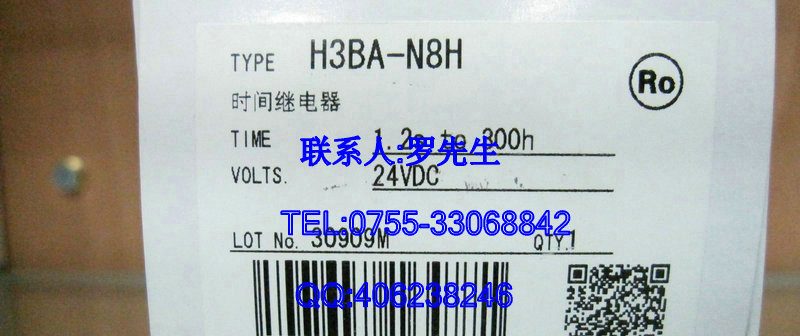 TYPE H3BA-N8H
Ro
时间继电器
TIME 1.2s to 300h
联系人:罗先生
VOLTS. 24VDC
TEL:0755-33068842
LOT No. 30909M QTY.1
QQ:406238246